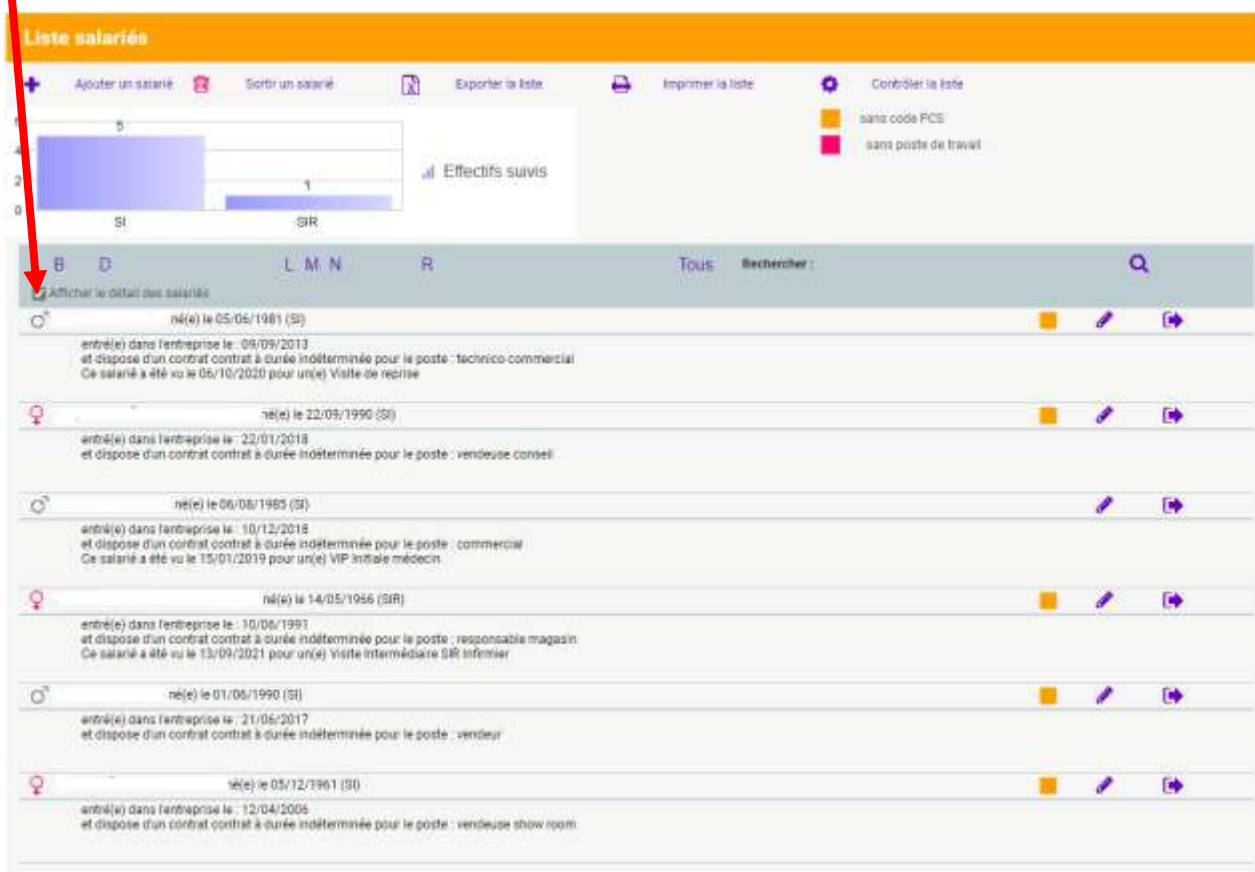 Liste salariés
Ajouter un salarié Sortir un salarié Exporter la liste Imprimer la liste Contrôler la liste
sans code PCS
sans poste de travail
5
4
2
0
5
1
SI SIR
Effectifs suivis
B D L M N R Tous Rechercher :
Afficher le détail des salariés
né(e) le 05/06/1981 (SI)
entré(e) dans l'entreprise le : 09/09/2013
et dispose d'un contrat contrat à durée indéterminée pour le poste : technico commercial
Ce salarié a été vu le 06/10/2020 pour un(e) Visite de reprise
né(e) le 22/09/1990 (SI)
entré(e) dans l'entreprise le : 22/01/2018
et dispose d'un contrat contrat à durée indéterminée pour le poste : vendeuse conseil
né(e) le 06/08/1985 (SI)
entré(e) dans l'entreprise le : 10/12/2018
et dispose d'un contrat contrat à durée indéterminée pour le poste : commercial
Ce salarié a été vu le 15/01/2019 pour un(e) VIP Initiale médecin
né(e) le 14/05/1966 (SIR)
entré(e) dans l'entreprise le : 10/06/1991
et dispose d'un contrat contrat à durée indéterminée pour le poste : responsable magasin
Ce salarié a été vu le 13/09/2021 pour un(e) Visite Intermédiaire SIR Infirmier
né(e) le 01/06/1990 (SI)
entré(e) dans l'entreprise le : 21/06/2017
et dispose d'un contrat contrat à durée indéterminée pour le poste : vendeur
né(e) le 05/12/1961 (SI)
entré(e) dans l'entreprise le : 12/04/2006
et dispose d'un contrat contrat à durée indéterminée pour le poste : vendeuse show room